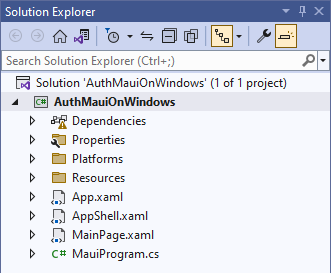 Solution Explorer
Search Solution Explorer (Ctrl+;)
Solution 'AuthMauiOnWindows' (1 of 1 project)
C# AuthMauiOnWindows
Dependencies
Properties
Platforms
Resources
App.xaml
AppShell.xaml
MainPage.xaml
C# MauiProgram.cs